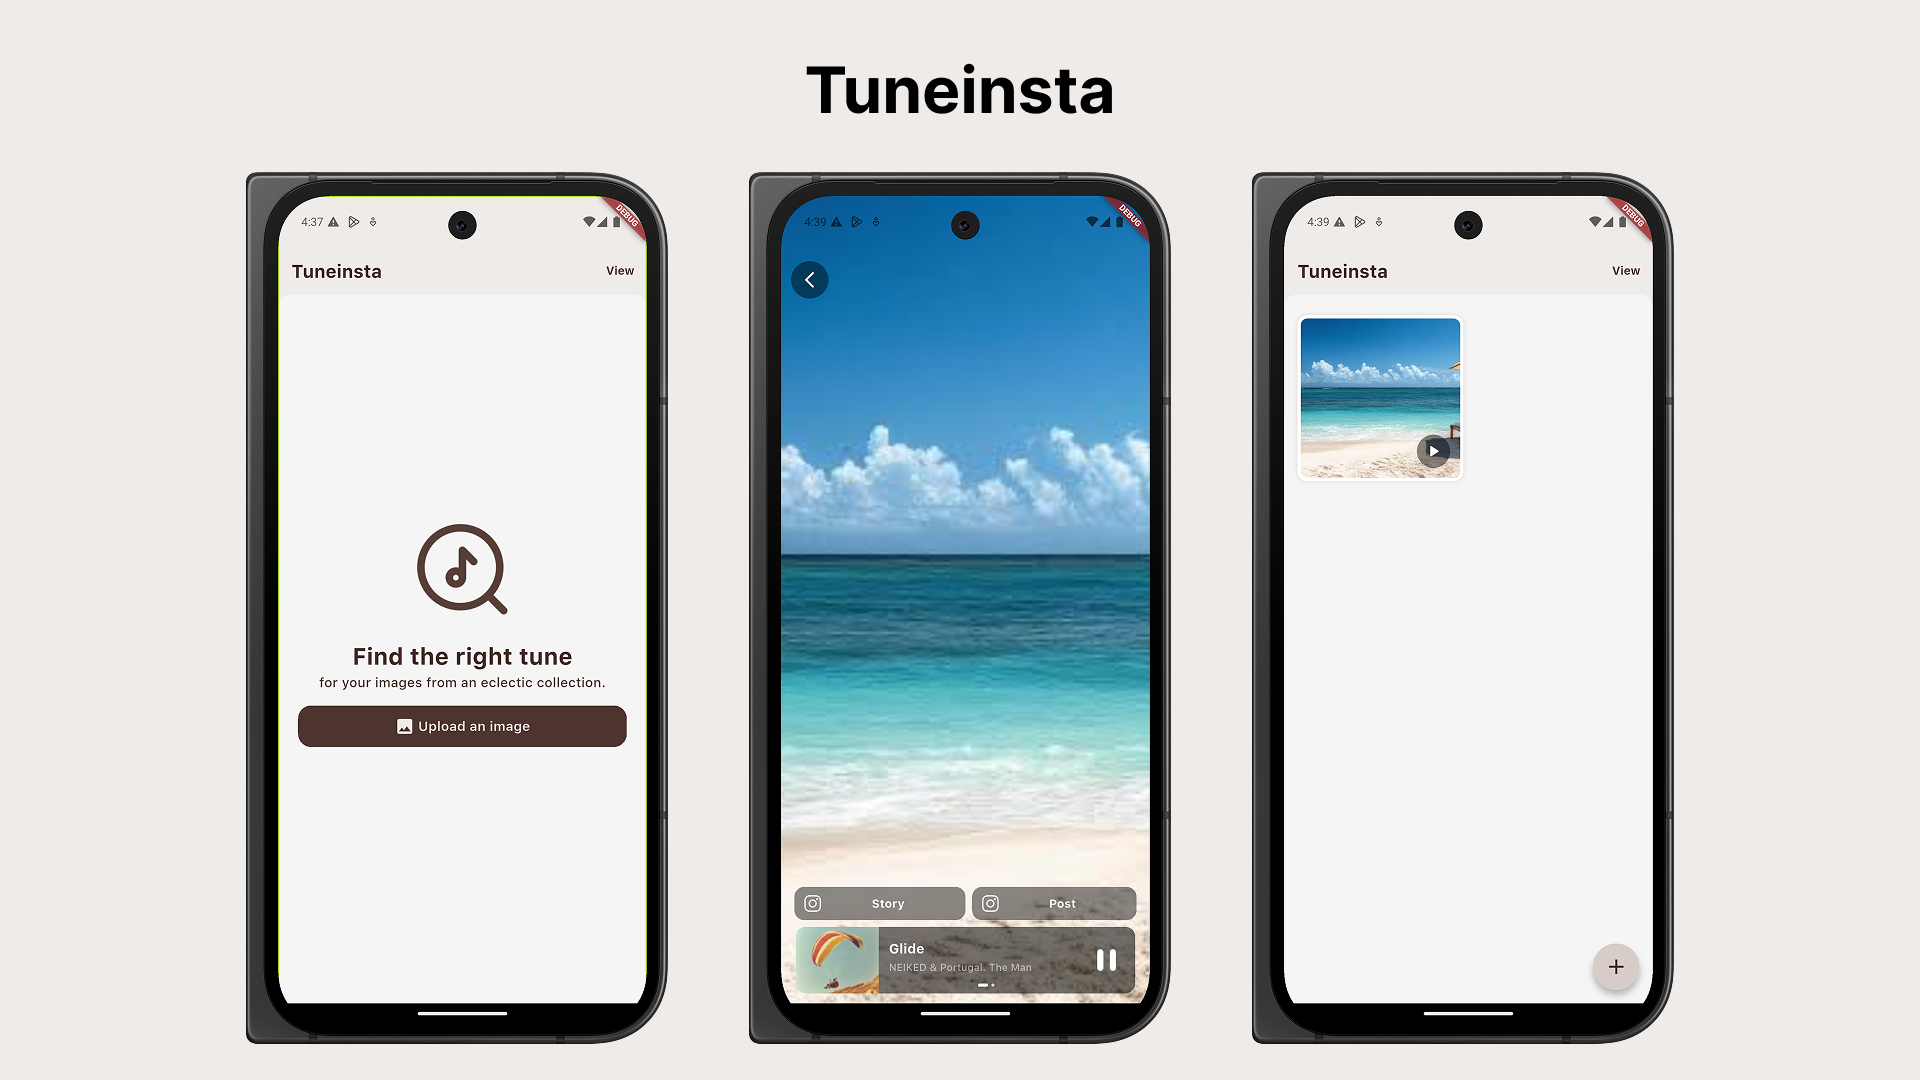 Tuneinsta
4:37
DEBUG
Tuneinsta
View
Find the right tune
for your images from an eclectic collection.
Upload an image
4:39
DEBUG
Story
Post
Glide
NEIKED & Portugal. The Man
4:39
DEBUG
Tuneinsta
View